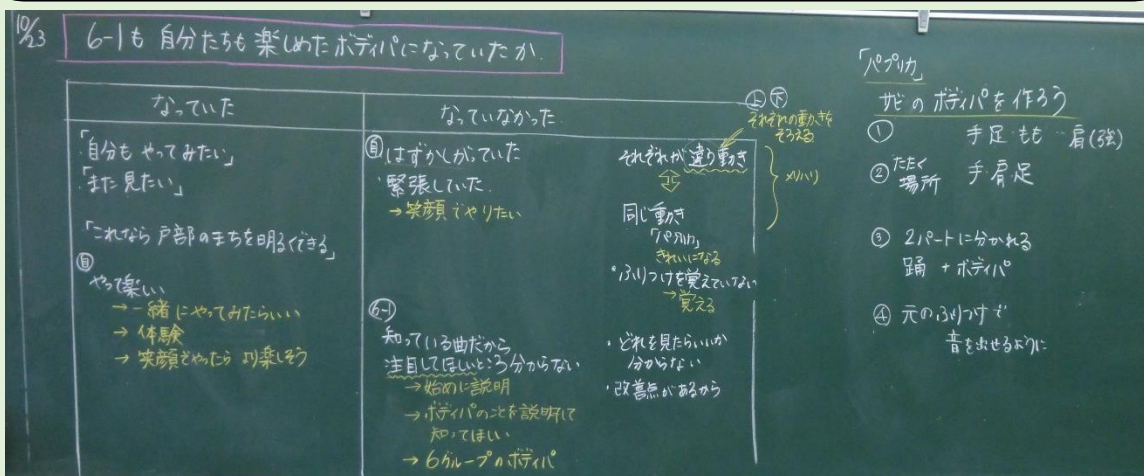 10/23
6-1も自分たちも楽しめたボディパになっていたか.
なっていた
「自分もやってみたい」
「また見たい」
「これなら戸部のまちを明るくできる」
自
やって楽しい
→一緒にやってみたらいい
→体験
→笑顔でやったらより楽しそう
なっていなかった
自 はずかしがっていた
・緊張していた.
→笑顔でやりたい
6-1
知っている曲だから
注目してほしいところ分からない
→始めに説明
→ボディパのことを説明して
知ってほしい
→6グループのボディパ
上 下
それぞれの動きを
そろえる
それぞれが違う動き
メリハリ
同じ動き
「パプリカ」
きれいになる
・ふりつけを覚えていない
→覚える
・どれを見たらいいか
分からない
・改善点があるから
「パプリカ」
サビのボディパを作ろう
① 手足・もも・肩(強)
② たたく場所 手・肩・足
③ 2パートに分かれる
踊+ボディパ
④ 元のふりつけで
音を出せるように